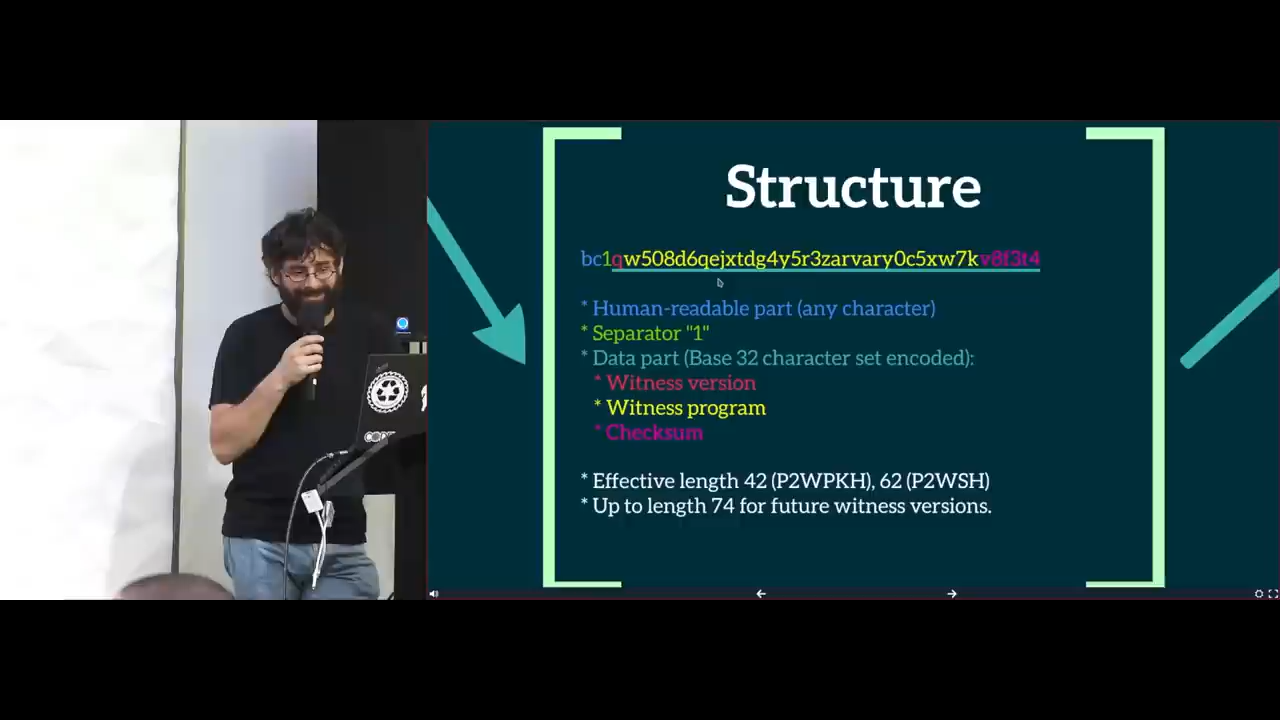 Structure
bc1qw508d6qejxtdg4y5r3zarvary0c5xw7kv8f3t4
* Human-readable part (any character)
* Separator "1"
* Data part (Base 32 character set encoded):
* Witness version
* Witness program
* Checksum
* Effective length 42 (P2WPKH), 62 (P2WSH)
* Up to length 74 for future witness versions.